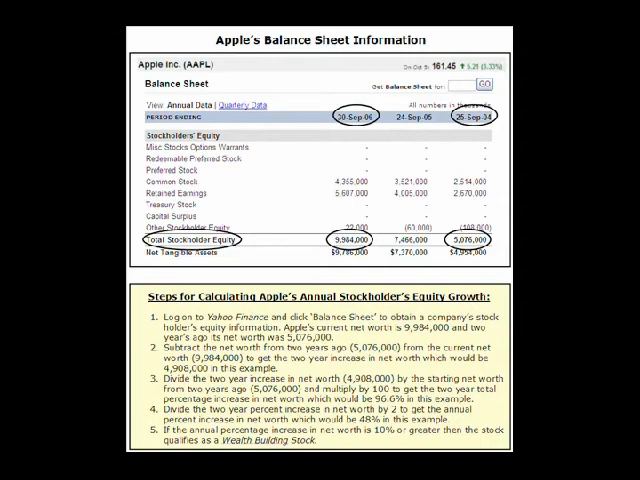 Apple's Balance Sheet Information
Apple Inc. (AAPL)
On Oct 5: 161.45 5.21 (3.33%)
Balance Sheet
Get Balance Sheet for: GO
View: Annual Data | Quarterly Data All numbers in thousands
PERIOD ENDING 30-Sep-06 24-Sep-05 25-Sep-04
Stockholders' Equity
Misc Stocks Options Warrants - - -
Redeemable Preferred Stock - - -
Preferred Stock - - -
Common Stock 4,355,000 3,521,000 2,514,000
Retained Earnings 5,607,000 4,005,000 2,670,000
Treasury Stock - - -
Capital Surplus - - -
Other Stockholder Equity 22,000 (60,000) (108,000)
Total Stockholder Equity 9,984,000 7,466,000 5,076,000
Net Tangible Assets $9,786,000 $7,370,000 $4,954,000
Steps for Calculating Apple's Annual Stockholder's Equity Growth:
1. Log on to Yahoo Finance and click 'Balance Sheet' to obtain a company's stock
holder's equity information. Apple's current net worth is 9,984,000 and two
year's ago its net worth was 5,076,000.
2. Subtract the net worth from two years ago (5,076,000) from the current net
worth (9,984,000) to get the two year increase in net worth which would be
4,908,000 in this example.
3. Divide the two year increase in net worth (4,908,000) by the starting net worth
from two years ago (5,076,000) and multiply by 100 to get the two year total
percentage increase in net worth which would be 96.6% in this example.
4. Divide the two year percent increase in net worth by 2 to get the annual
percent increase in net worth which would be 48% in this example.
5. If the annual percentage increase in net worth is 10% or greater then the stock
qualifies as a Wealth Building Stock.